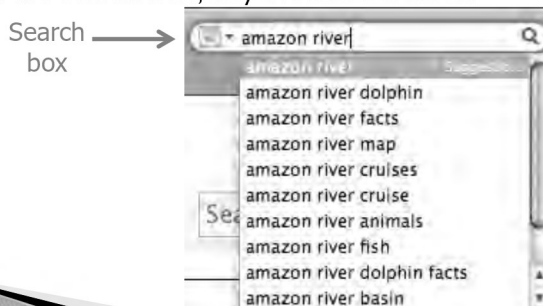 Search
box
amazon river
amazon river
amazon river dolphin
amazon river facts
amazon river map
amazon river cruises
amazon river cruise
amazon river animals
amazon river fish
amazon river dolphin facts
amazon river basin